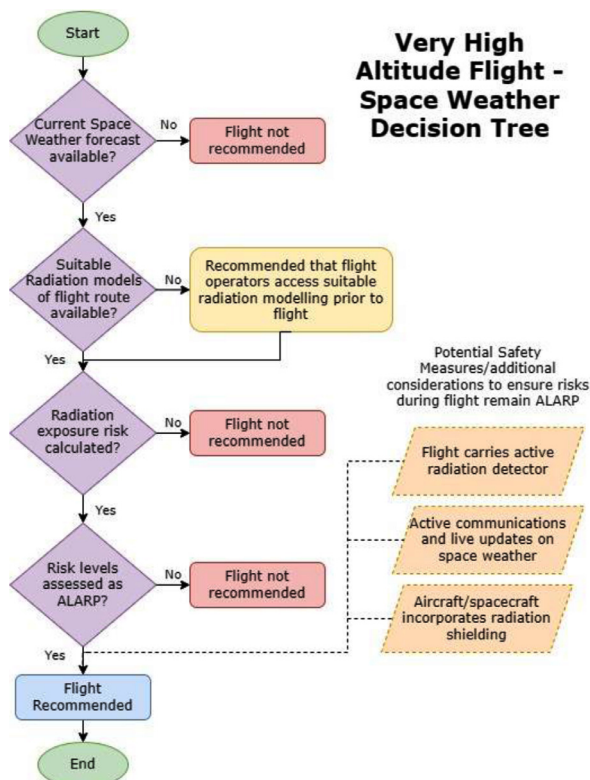 Start
Very High
Altitude Flight -
Space Weather
Decision Tree
Current Space
Weather forecast
available?
No
Flight not
recommended
Yes
Suitable
Radiation models
of flight route
available?
No
Recommended that flight
operators access suitable
radiation modelling prior to
flight
Yes
Potential Safety
Measures/additional
considerations to ensure risks
during flight remain ALARP
Radiation
exposure risk
calculated?
No
Flight not
recommended
Flight carries active
radiation detector
Yes
Active communications
and live updates on
space weather
Risk levels
assessed as
ALARP?
No
Flight not
recommended
Aircraft/spacecraft
incorporates radiation
shielding
Yes
Flight
Recommended
End